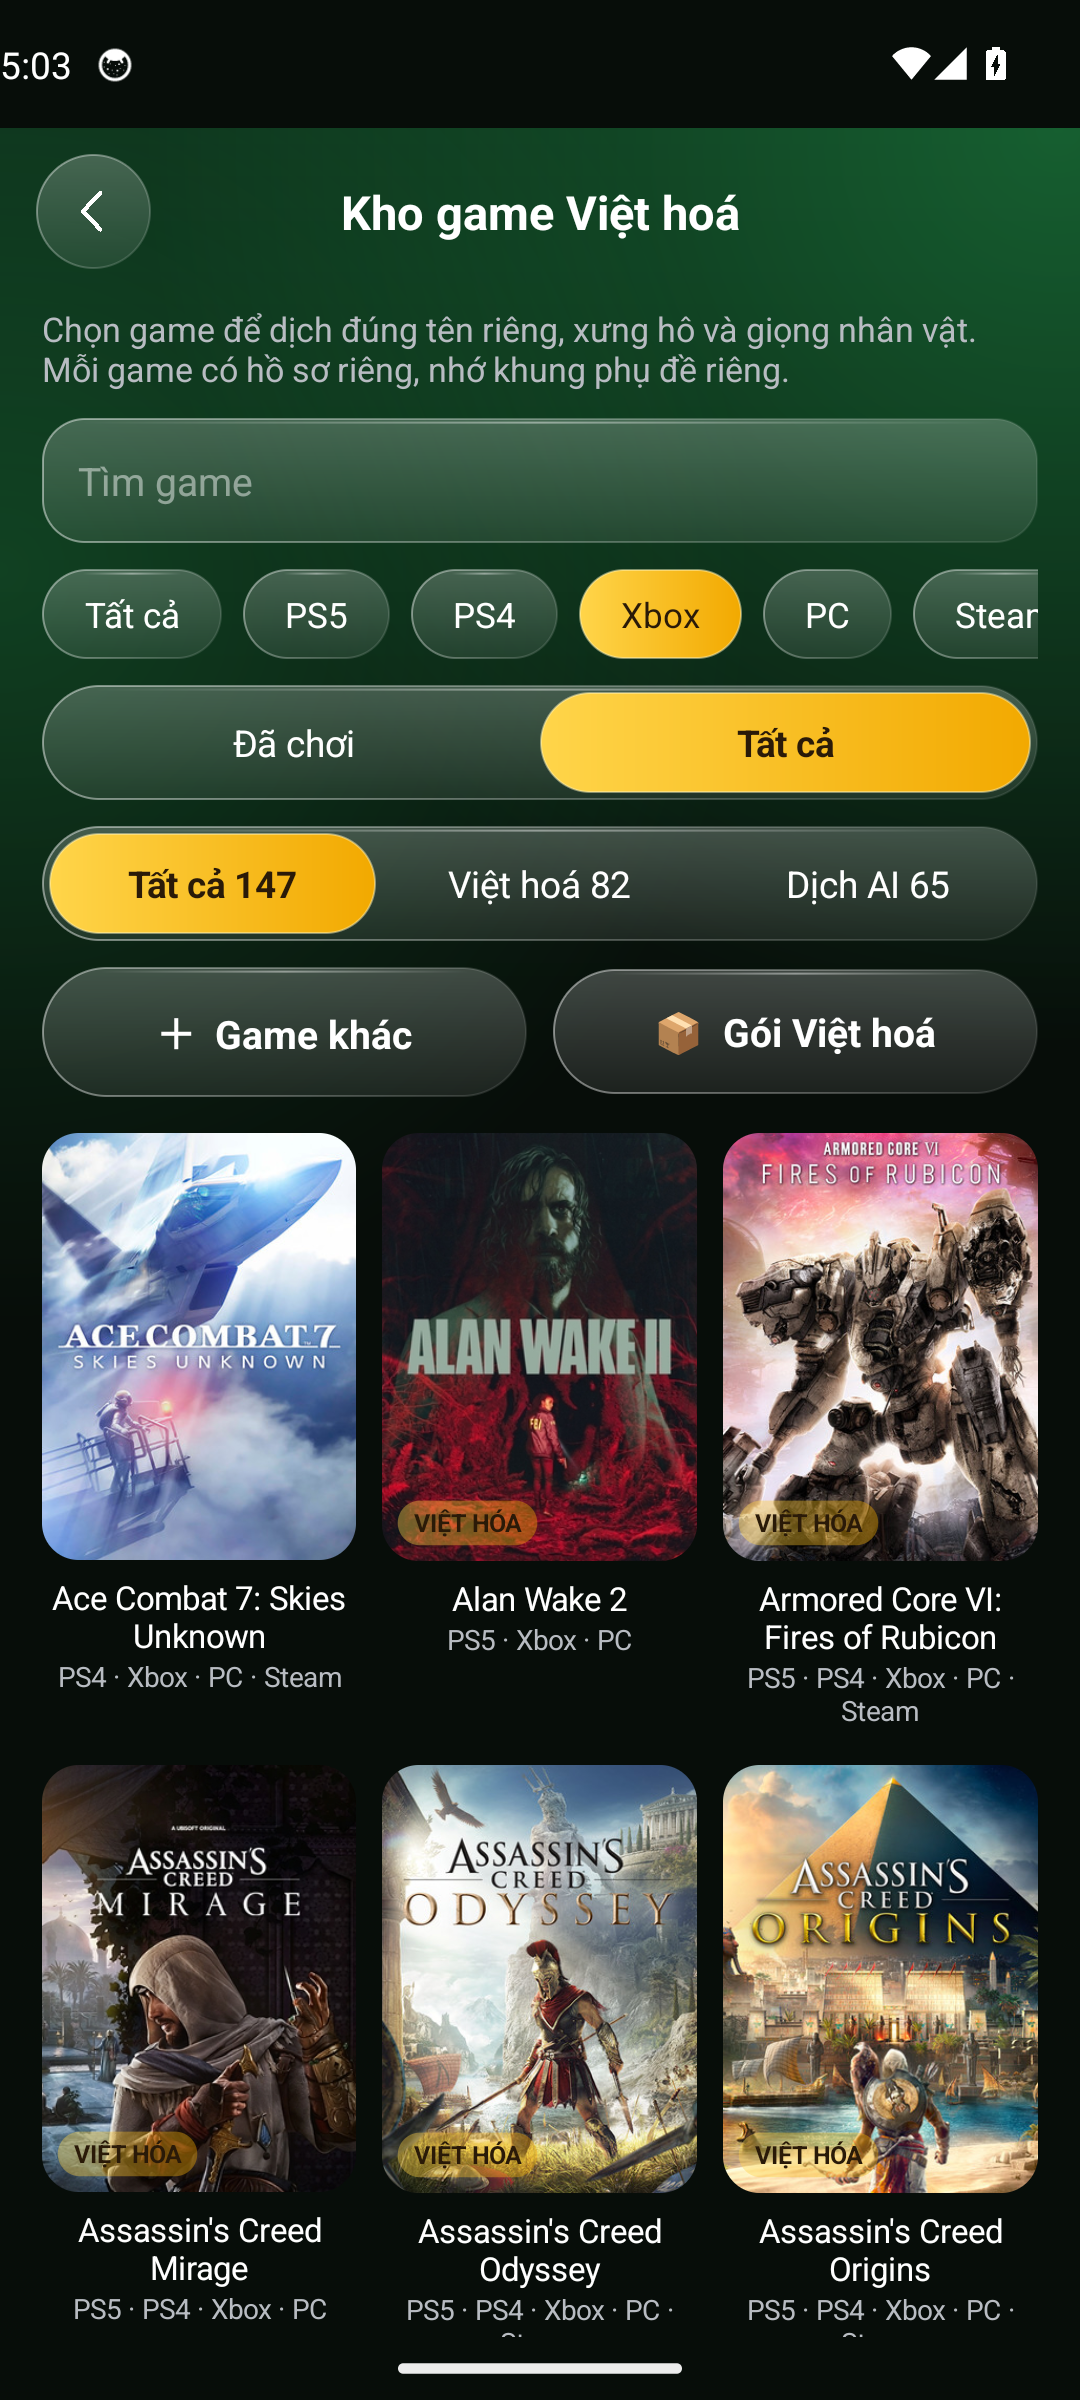 5:03
Kho game Việt hoá
Chọn game để dịch đúng tên riêng, xưng hô và giọng nhân vật.
Mỗi game có hồ sơ riêng, nhớ khung phụ đề riêng.
Tìm game
Tất cả
PS5
PS4
Xbox
PC
Steam
Đã chơi
Tất cả
Tất cả 147
Việt hoá 82
Dịch AI 65
+ Game khác
Gói Việt hoá
ACE COMBAT 7
SKIES UNKNOWN
ALAN WAKE II
VIỆT HÓA
ARMORED CORE VI
FIRES OF RUBICON
VIỆT HÓA
Ace Combat 7: Skies
Unknown
PS4 · Xbox · PC · Steam
Alan Wake 2
PS5 · Xbox · PC
Armored Core VI:
Fires of Rubicon
PS5 · PS4 · Xbox · PC ·
Steam
A UBISOFT ORIGINAL
ASSASSIN'S
CREED
MIRAGE
VIỆT HÓA
ASSASSIN'S
CREED
ODYSSEY
VIỆT HÓA
ASSASSIN'S
CREED
ORIGINS
VIỆT HÓA
Assassin's Creed
Mirage
PS5 · PS4 · Xbox · PC
Assassin's Creed
Odyssey
PS5 · PS4 · Xbox · PC ·
Assassin's Creed
Origins
PS5 · PS4 · Xbox · PC ·